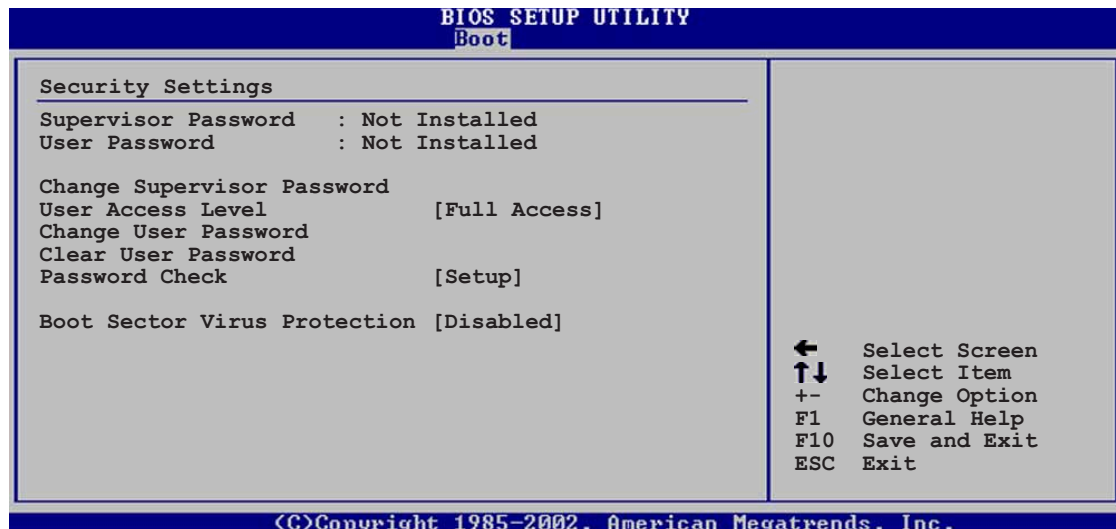 BIOS SETUP UTILITY
Boot
Security Settings
Supervisor Password : Not Installed
User Password : Not Installed
Change Supervisor Password
User Access Level [Full Access]
Change User Password
Clear User Password
Password Check [Setup]
Boot Sector Virus Protection [Disabled]
← Select Screen
↑↓ Select Item
+- Change Option
F1 General Help
F10 Save and Exit
ESC Exit
(C)Copyright 1985-2002, American Megatrends, Inc.